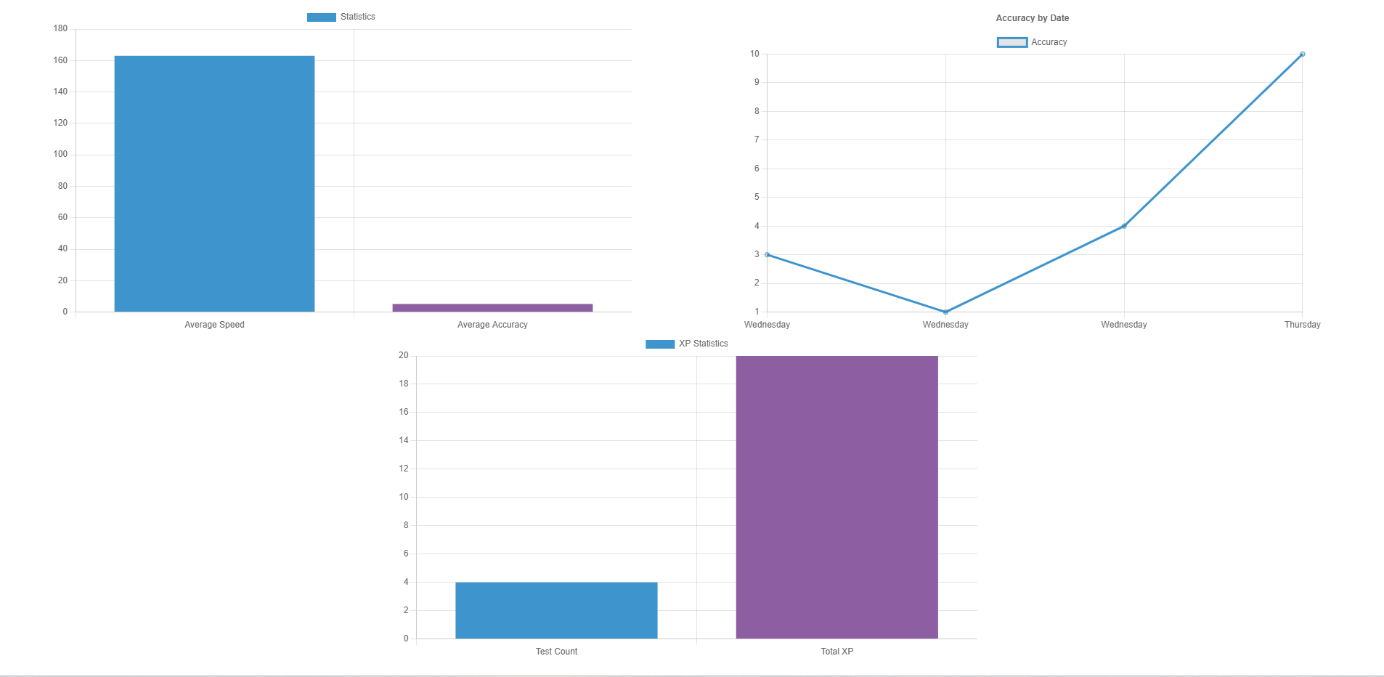 Statistics
180
160
140
120
100
80
60
40
20
0
Average Speed
Average Accuracy
Accuracy by Date
Accuracy
10
9
8
7
6
5
4
3
2
1
Wednesday
Wednesday
Wednesday
Thursday
XP Statistics
20
18
16
14
12
10
8
6
4
2
0
Test Count
Total XP